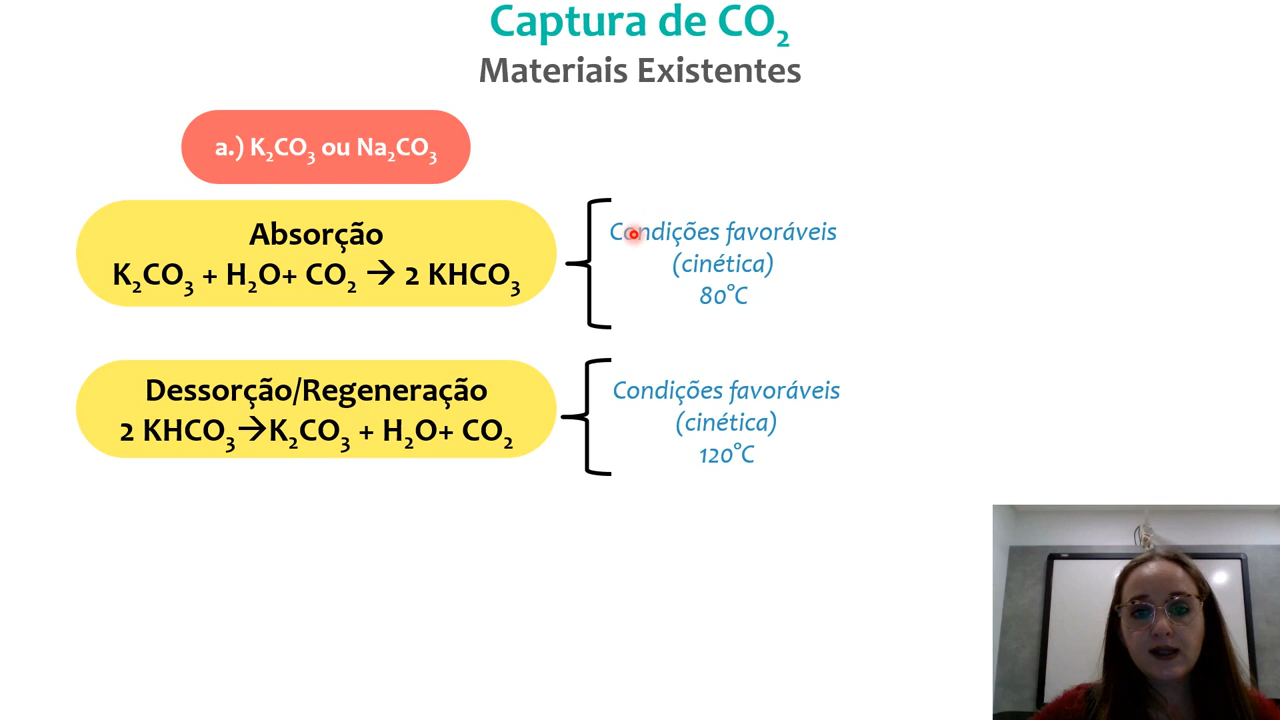 Captura de CO₂
Materiais Existentes
a.) K₂CO₃ ou Na₂CO₃
Absorção
K₂CO₃ + H₂O+ CO₂ → 2 KHCO₃
Condições favoráveis
(cinética)
80°C
Dessorção/Regeneração
2 KHCO₃→K₂CO₃ + H₂O+ CO₂
Condições favoráveis
(cinética)
120°C